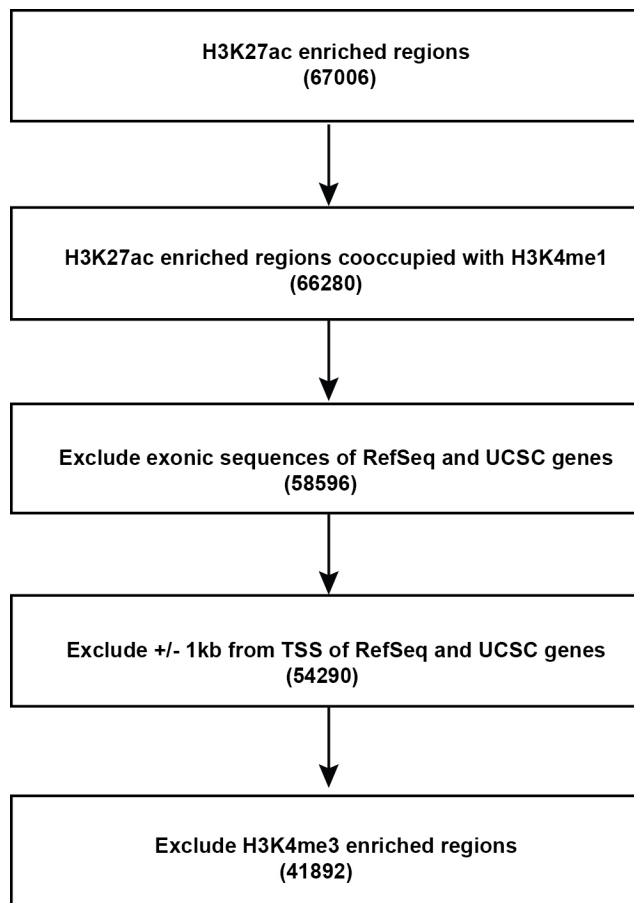 H3K27ac enriched regions
(67006)
H3K27ac enriched regions cooccupied with H3K4me1
(66280)
Exclude exonic sequences of RefSeq and UCSC genes
(58596)
Exclude +/- 1kb from TSS of RefSeq and UCSC genes
(54290)
Exclude H3K4me3 enriched regions
(41892)